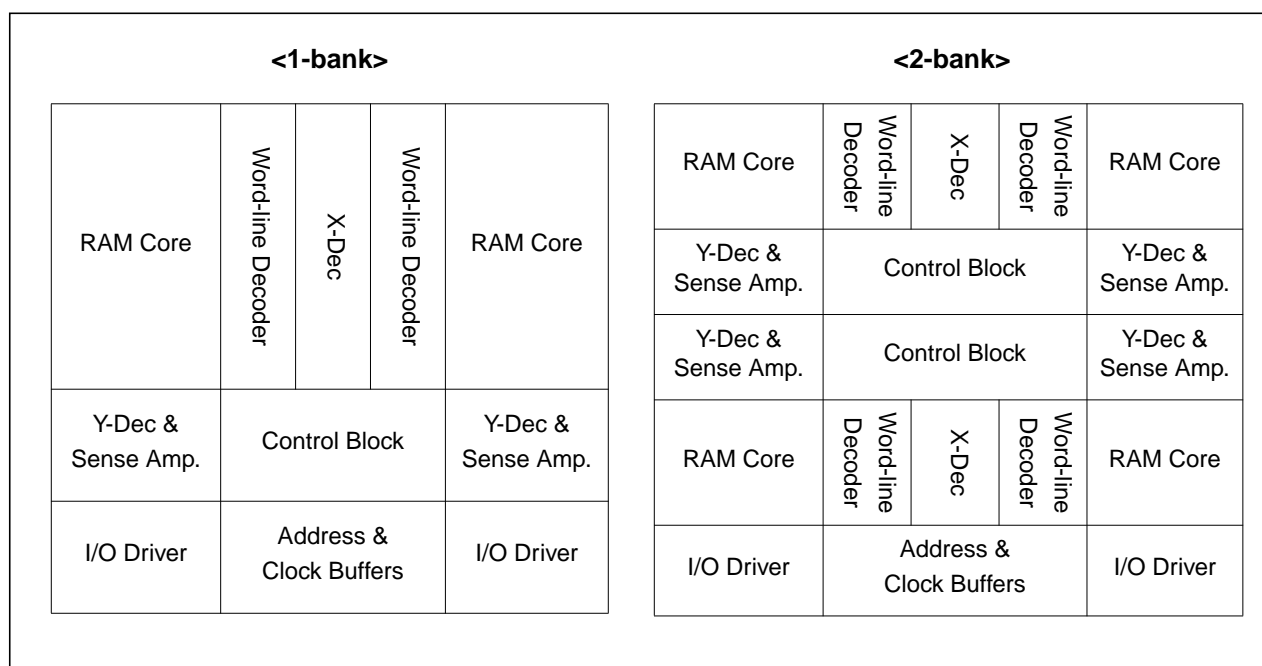 <1-bank>
RAM Core
Word-line Decoder
X-Dec
Word-line Decoder
RAM Core
Y-Dec &
Sense Amp.
Control Block
Y-Dec &
Sense Amp.
I/O Driver
Address &
Clock Buffers
I/O Driver
<2-bank>
RAM Core
Word-line
Decoder
X-Dec
Word-line
Decoder
RAM Core
Y-Dec &
Sense Amp.
Control Block
Y-Dec &
Sense Amp.
Y-Dec &
Sense Amp.
Control Block
Y-Dec &
Sense Amp.
RAM Core
Word-line
Decoder
X-Dec
Word-line
Decoder
RAM Core
I/O Driver
Address &
Clock Buffers
I/O Driver